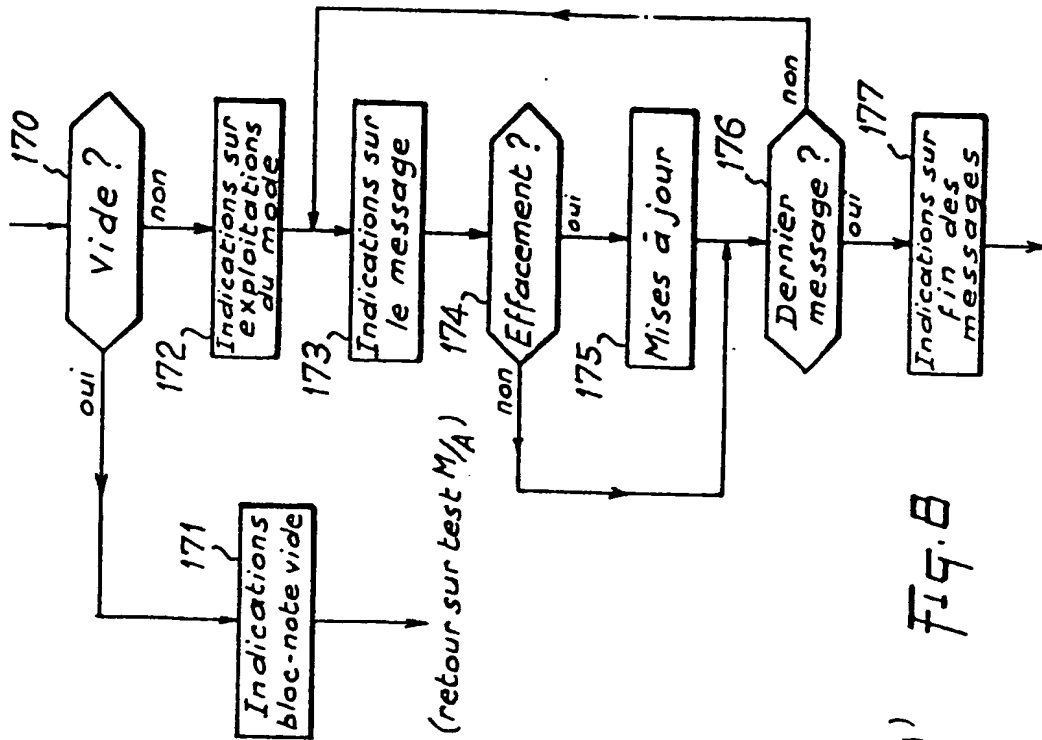 170
Vide ?
oui
non
171
Indications
bloc-note vide
(retour sur test M/A)
172
Indications sur
exploitations
du mode
173
Indications sur
le message
174
Effacement ?
non
oui
175
Mises à jour
176
Dernier
message ?
non
oui
177
Indications sur
fin des
messages
Fig. 8
)